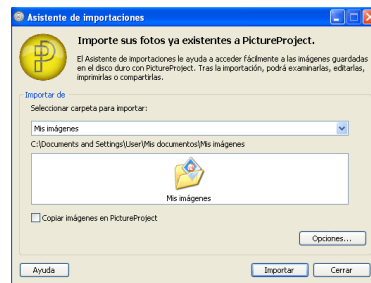 Asistente de importaciones
Importe sus fotos ya existentes a PictureProject.
El Asistente de importaciones le ayuda a acceder fácilmente a las imágenes guardadas
en el disco duro con PictureProject. Tras la importación, podrá examinarlas, editarlas,
imprimirlas o compartirlas.
Importar de
Seleccionar carpeta para importar:
Mis imágenes
C:\Documents and Settings\User\Mis documentos\Mis imágenes
Mis imágenes
Copiar imágenes en PictureProject
Opciones...
Ayuda
Importar
Cerrar